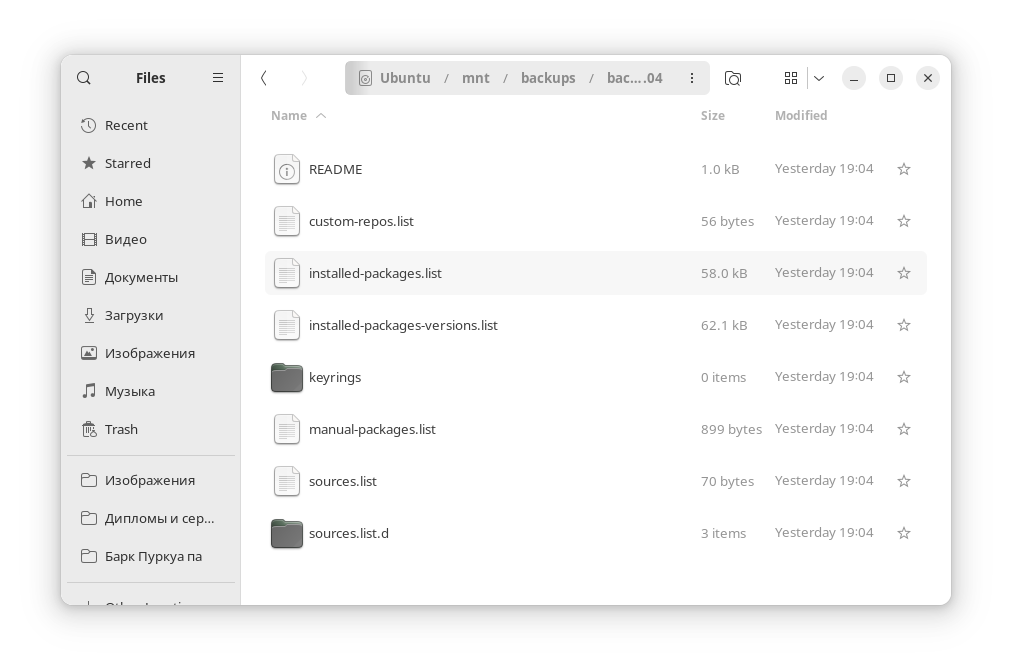 Files
Ubuntu / mnt / backups / bac....04
Recent
Starred
Home
Видео
Документы
Загрузки
Изображения
Музыка
Trash
Изображения
Дипломы и сер...
Барк Пуркуа па
Name Size Modified
README 1.0 kB Yesterday 19:04
custom-repos.list 56 bytes Yesterday 19:04
installed-packages.list 58.0 kB Yesterday 19:04
installed-packages-versions.list 62.1 kB Yesterday 19:04
keyrings 0 items Yesterday 19:04
manual-packages.list 899 bytes Yesterday 19:04
sources.list 70 bytes Yesterday 19:04
sources.list.d 3 items Yesterday 19:04